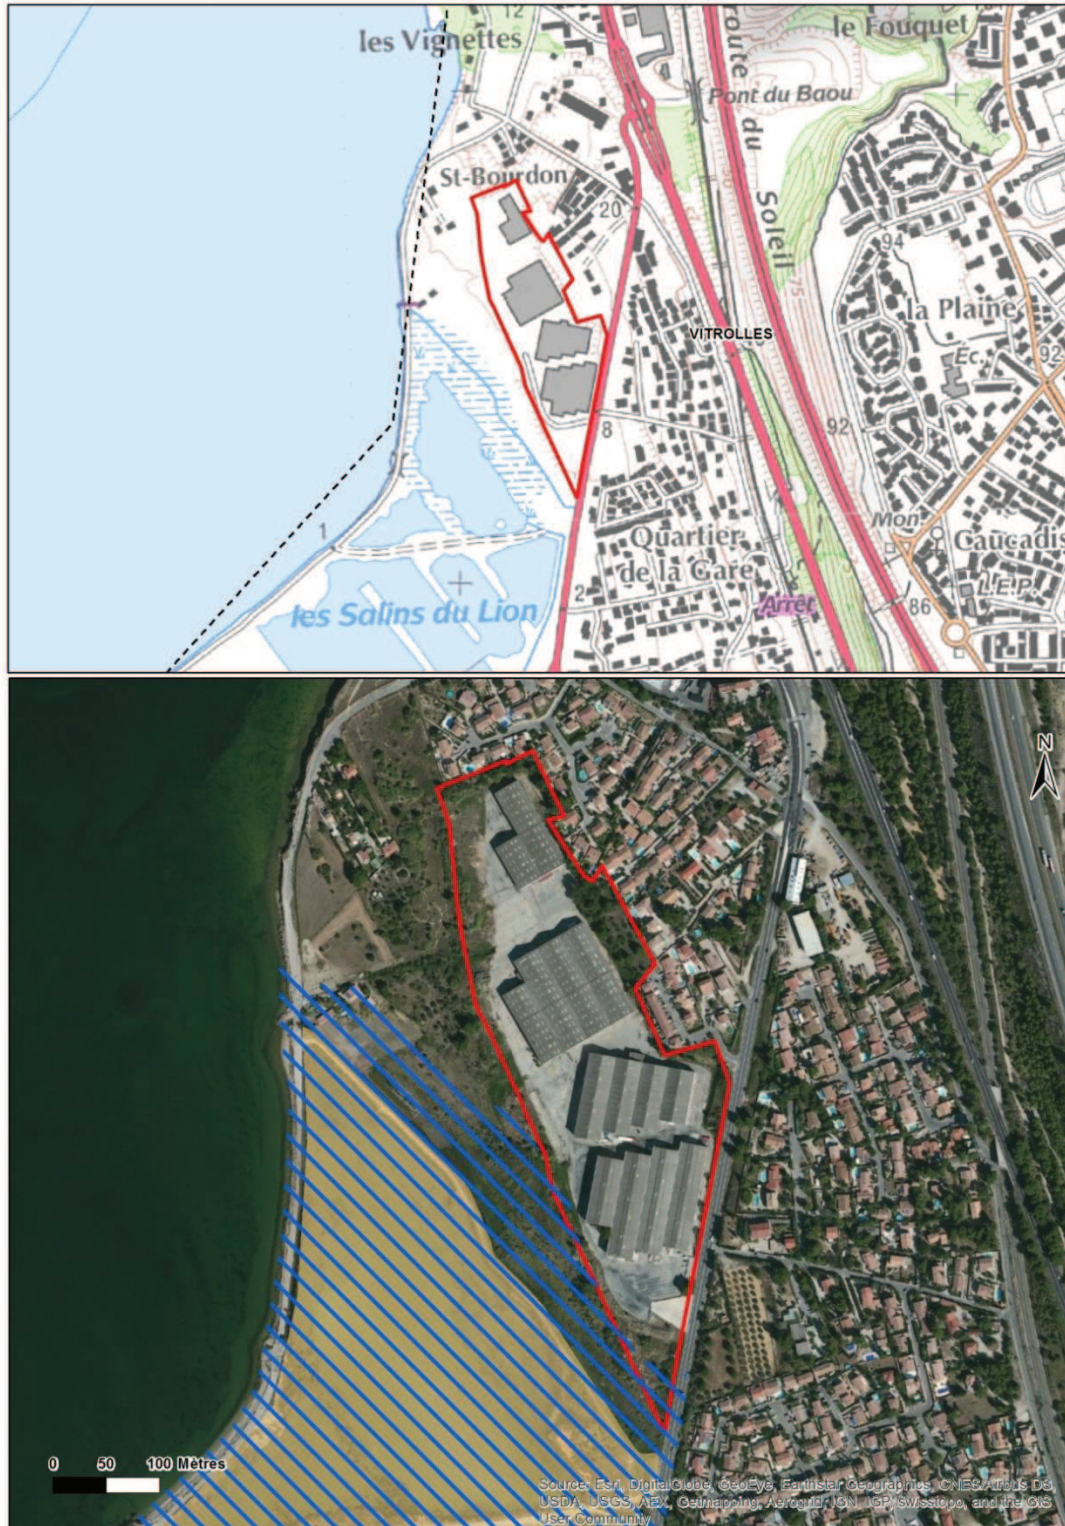 12
les Vignettes
le Fouquet
route du Soleil
Pont du Baou
St-Bourdon
20
94
75
la Plaine
VITROLLES
Éc.
92
8
92
Mon.
Quartier
de la Gare
Caucadis
1
les Salins du Lion
2
Arrêt
L.E.P.
86
N
0 50 100 Mètres
Source: Esri, DigitalGlobe, GeoEye, Earthstar Geographics, CNES/Airbus DS,
USDA, USGS, AEX, Getmapping, Aerogrid, IGN, IGP, swisstopo, and the GIS
User Community